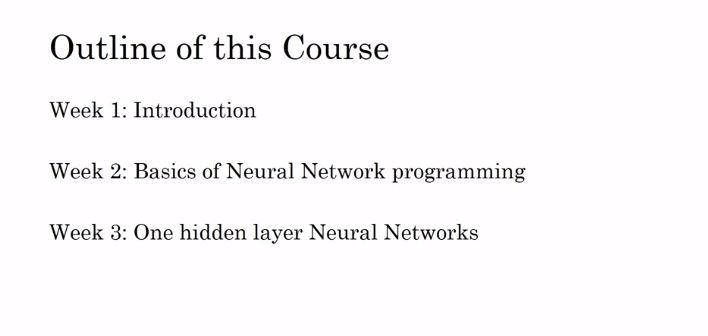 Outline of this Course
Week 1: Introduction
Week 2: Basics of Neural Network programming
Week 3: One hidden layer Neural Networks